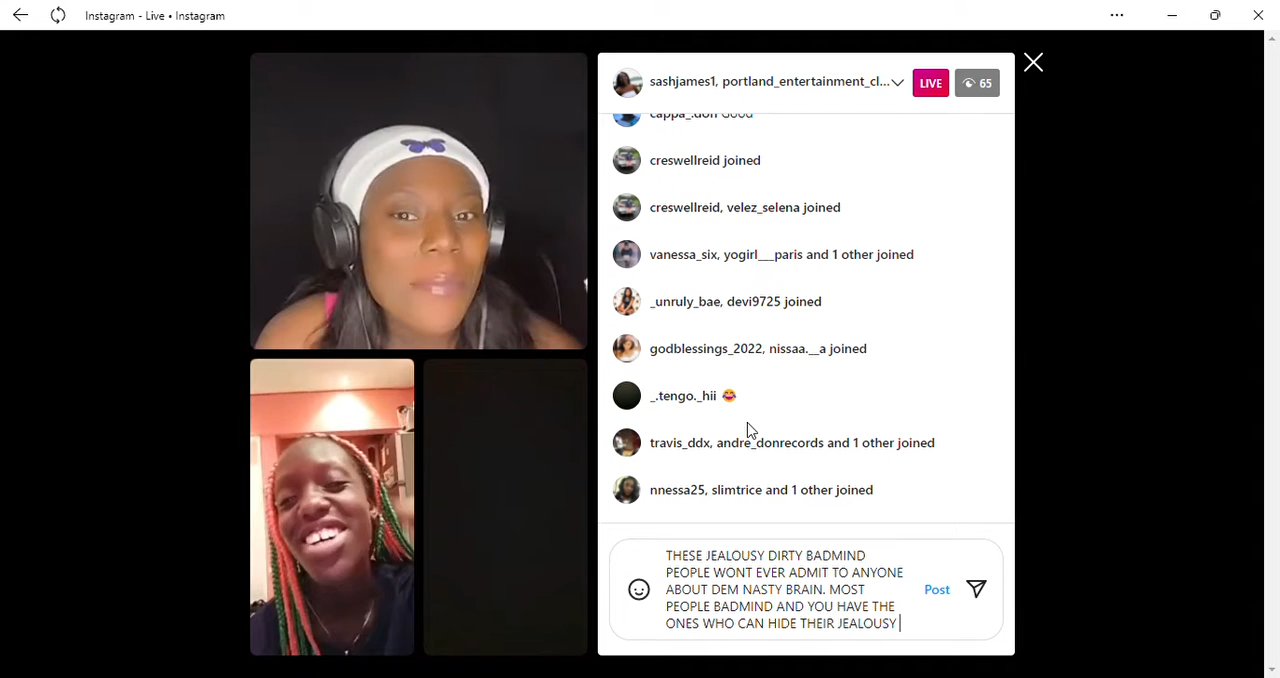 Instagram - Live • Instagram
sashjames1, portland_entertainment_cl...
LIVE
65
cappa_.don Good
creswellreid joined
creswellreid, velez_selena joined
vanessa_six, yogirl___paris and 1 other joined
_unruly_bae, devi9725 joined
godblessings_2022, nissaa.__a joined
_.tengo._hii 😂
travis_ddx, andre_donrecords and 1 other joined
nnessa25, slimtrice and 1 other joined
THESE JEALOUSY DIRTY BADMIND
PEOPLE WONT EVER ADMIT TO ANYONE
ABOUT DEM NASTY BRAIN. MOST
PEOPLE BADMIND AND YOU HAVE THE
ONES WHO CAN HIDE THEIR JEALOUSY
Post